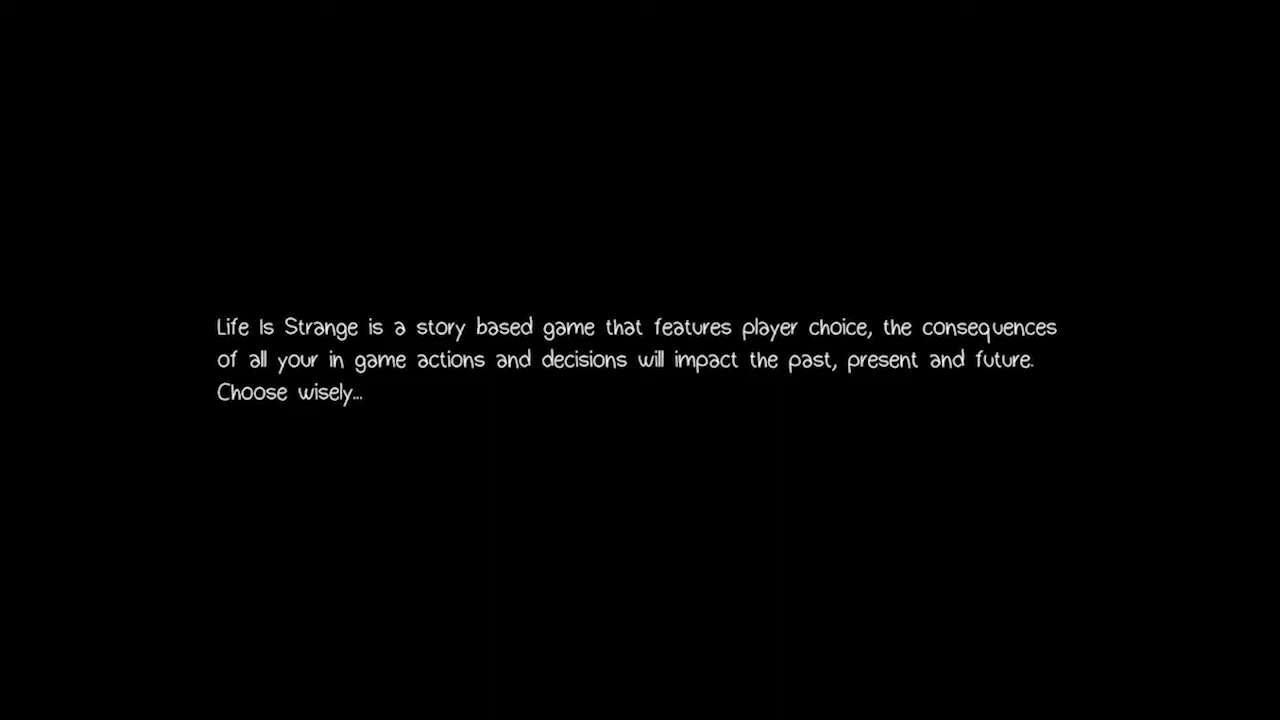 Life Is Strange is a story based game that features player choice, the consequences
of all your in game actions and decisions will impact the past, present and future.
Choose wisely...